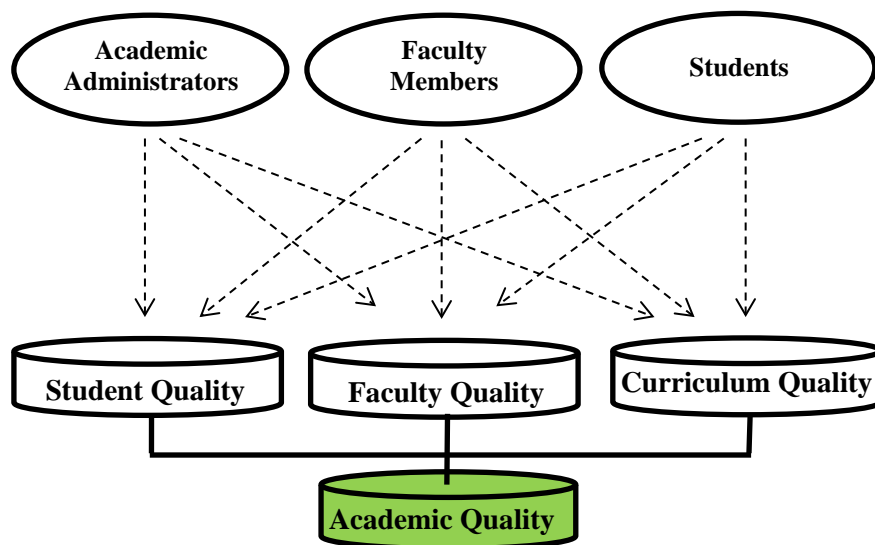 Academic
Administrators
Faculty
Members
Students
Student Quality
Faculty Quality
Curriculum Quality
Academic Quality